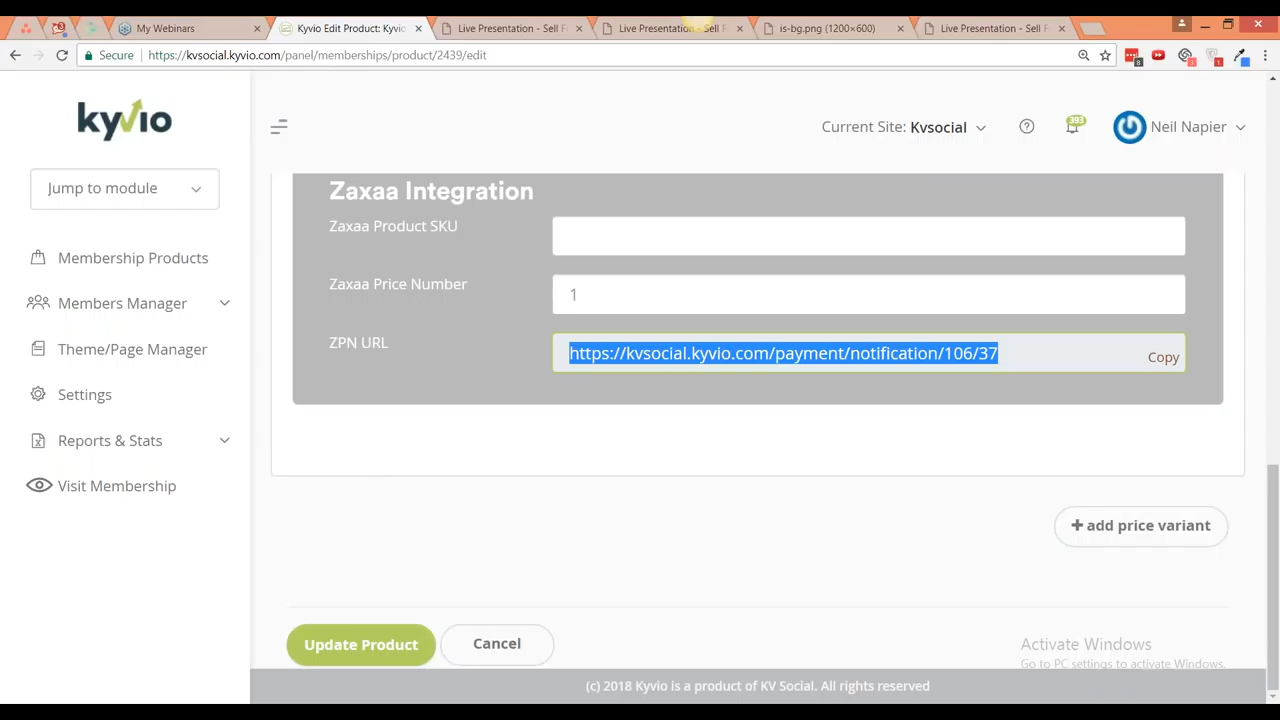 3
My Webinars
Kyvio Edit Product: Kyvio
Live Presentation - Sell F
Live Presentation - Sell F
is-bg.png (1200×600)
Live Presentation - Sell F
Secure
https://kvsocial.kyvio.com/panel/memberships/product/2439/edit
8
3
1
kyvio
Current Site: Kvsocial
393
Neil Napier
Jump to module
Membership Products
Members Manager
Theme/Page Manager
Settings
Reports & Stats
Visit Membership
Zaxaa Integration
Zaxaa Product SKU
Zaxaa Price Number
1
ZPN URL
https://kvsocial.kyvio.com/payment/notification/106/37
Copy
+ add price variant
Update Product
Cancel
Activate Windows
Go to PC settings to activate Windows.
(c) 2018 Kyvio is a product of KV Social. All rights reserved